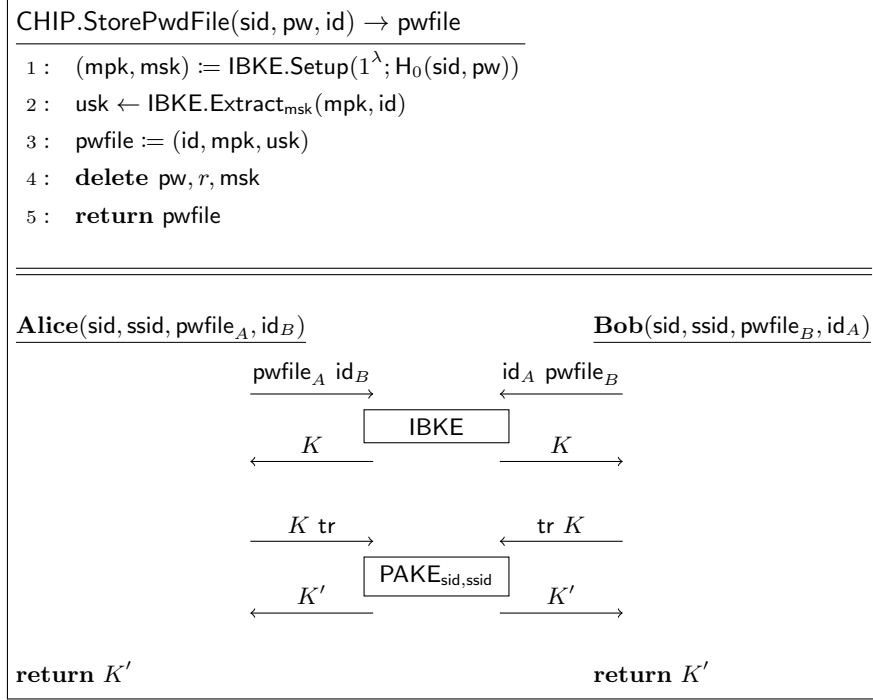 CHIP.StorePwdFile(sid, pw, id) → pwfile
1 : (mpk, msk) := IBKE.Setup(1^λ; H₀(sid, pw))
2 : usk ← IBKE.Extract_msk(mpk, id)
3 : pwfile := (id, mpk, usk)
4 : delete pw, r, msk
5 : return pwfile
Alice(sid, ssid, pwfile_A, id_B) Bob(sid, ssid, pwfile_B, id_A)
pwfile_A id_B id_A pwfile_B
IBKE
K K
K tr tr K
PAKE_sid,ssid
K′ K′
return K′ return K′